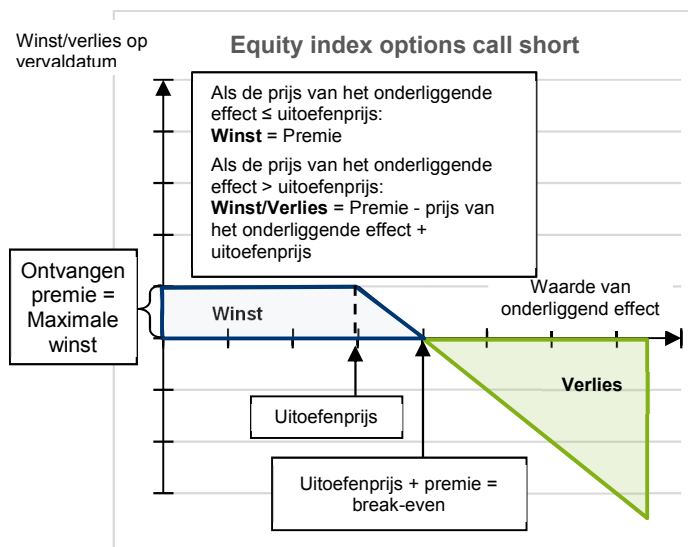 Winst/verlies op
vervaldatum
Equity index options call short
Als de prijs van het onderliggende
effect ≤ uitoefenprijs:
Winst = Premie
Als de prijs van het onderliggende
effect > uitoefenprijs:
Winst/Verlies = Premie - prijs van
het onderliggende effect +
uitoefenprijs
Ontvangen
premie =
Maximale
winst
Winst
Waarde van
onderliggend effect
Verlies
Uitoefenprijs
Uitoefenprijs + premie =
break-even